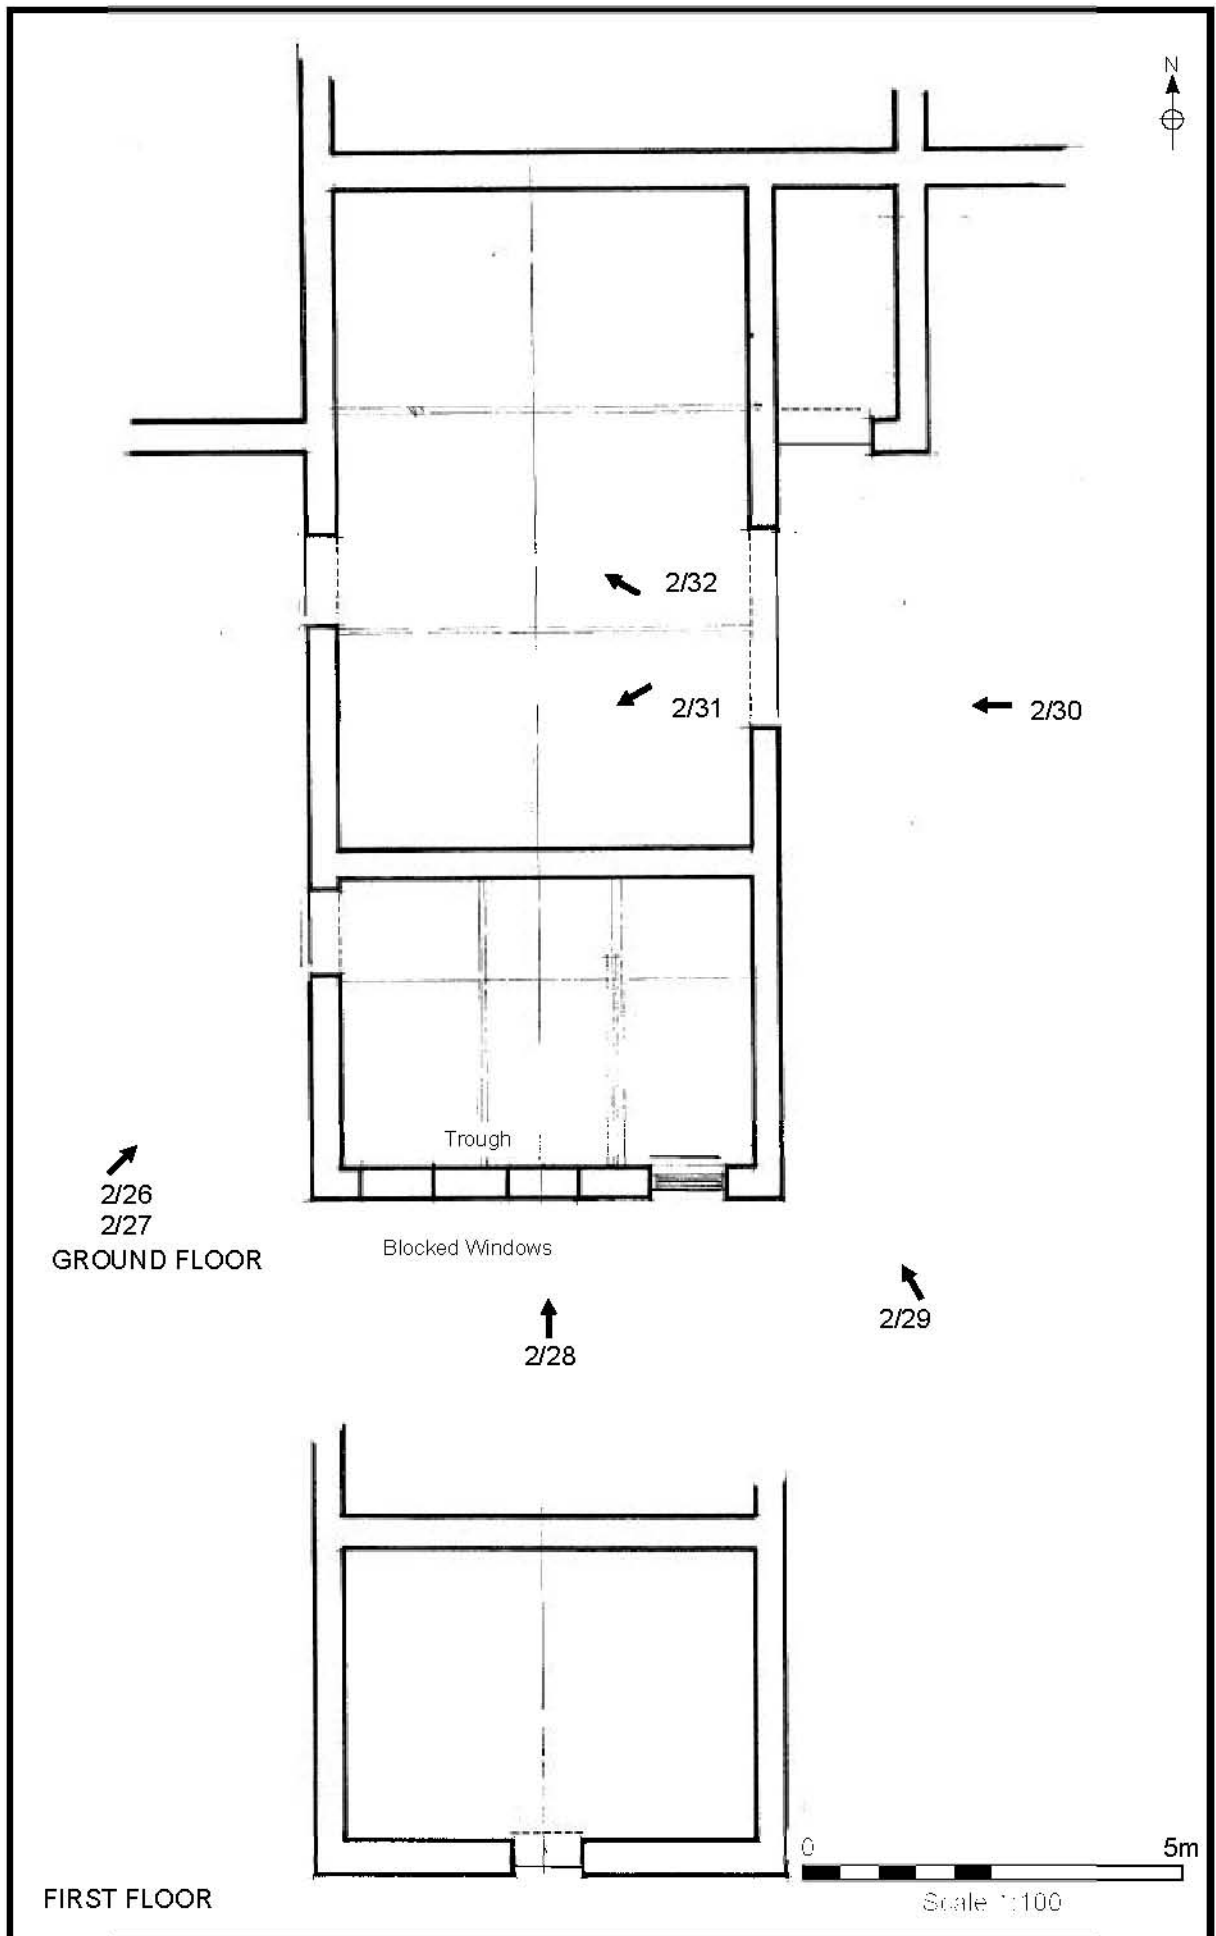 N
2/32
2/31
2/30
Trough
2/26
2/27
GROUND FLOOR
Blocked Windows
2/29
2/28
0
5m
FIRST FLOOR
Scale 1:100